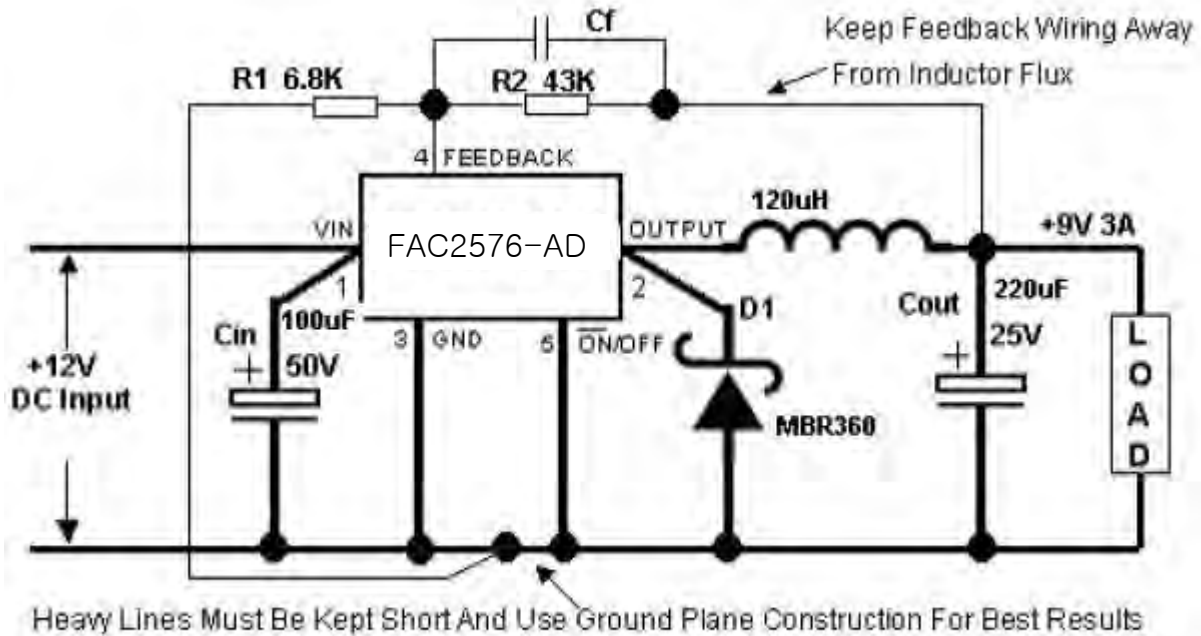 Cf
Keep Feedback Wiring Away
From Inductor Flux
R1 6.8K
R2 43K
4 FEEDBACK
120uH
VIN
FAC2576-AD
OUTPUT
+9V 3A
1
2
D1
Cout
220uF
25V
Cin
100uF
50V
3 GND
5 ON/OFF
+12V
DC Input
+
+
MBR360
LOAD
Heavy Lines Must Be Kept Short And Use Ground Plane Construction For Best Results